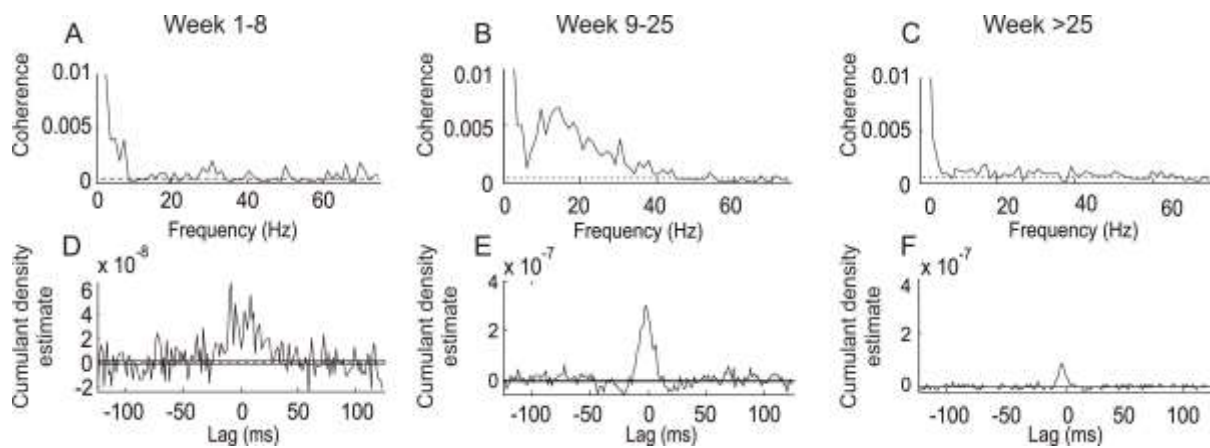 A Week 1-8
Coherence
0.01
0.005
0
0 20 40 60
Frequency (Hz)
B Week 9-25
Coherence
0.01
0.005
0
0 20 40 60
Frequency (Hz)
C Week >25
Coherence
0.01
0.005
0
0 20 40 60
Frequency (Hz)
D
Cumulant density
estimate
x 10-8
6
4
2
0
-2
-100 -50 0 50 100
Lag (ms)
E
Cumulant density
estimate
x 10-7
4
2
0
-100 -50 0 50 100
Lag (ms)
F
Cumulant density
estimate
x 10-7
4
2
0
-100 -50 0 50 100
Lag (ms)